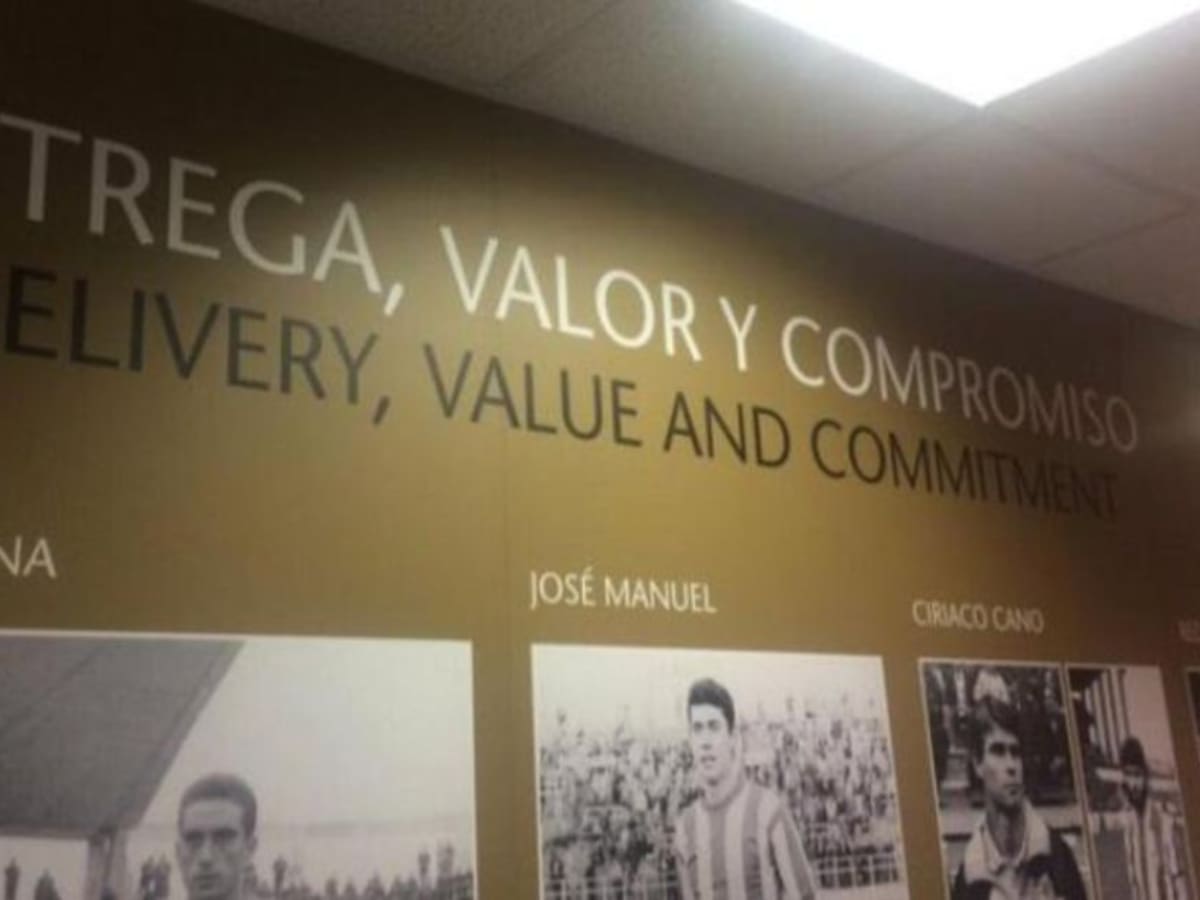 TREGA, VALOR Y COMPROMISO
ELIVERY, VALUE AND COMMITMENT
NA
JOSÉ MANUEL
CIRIACO CANO